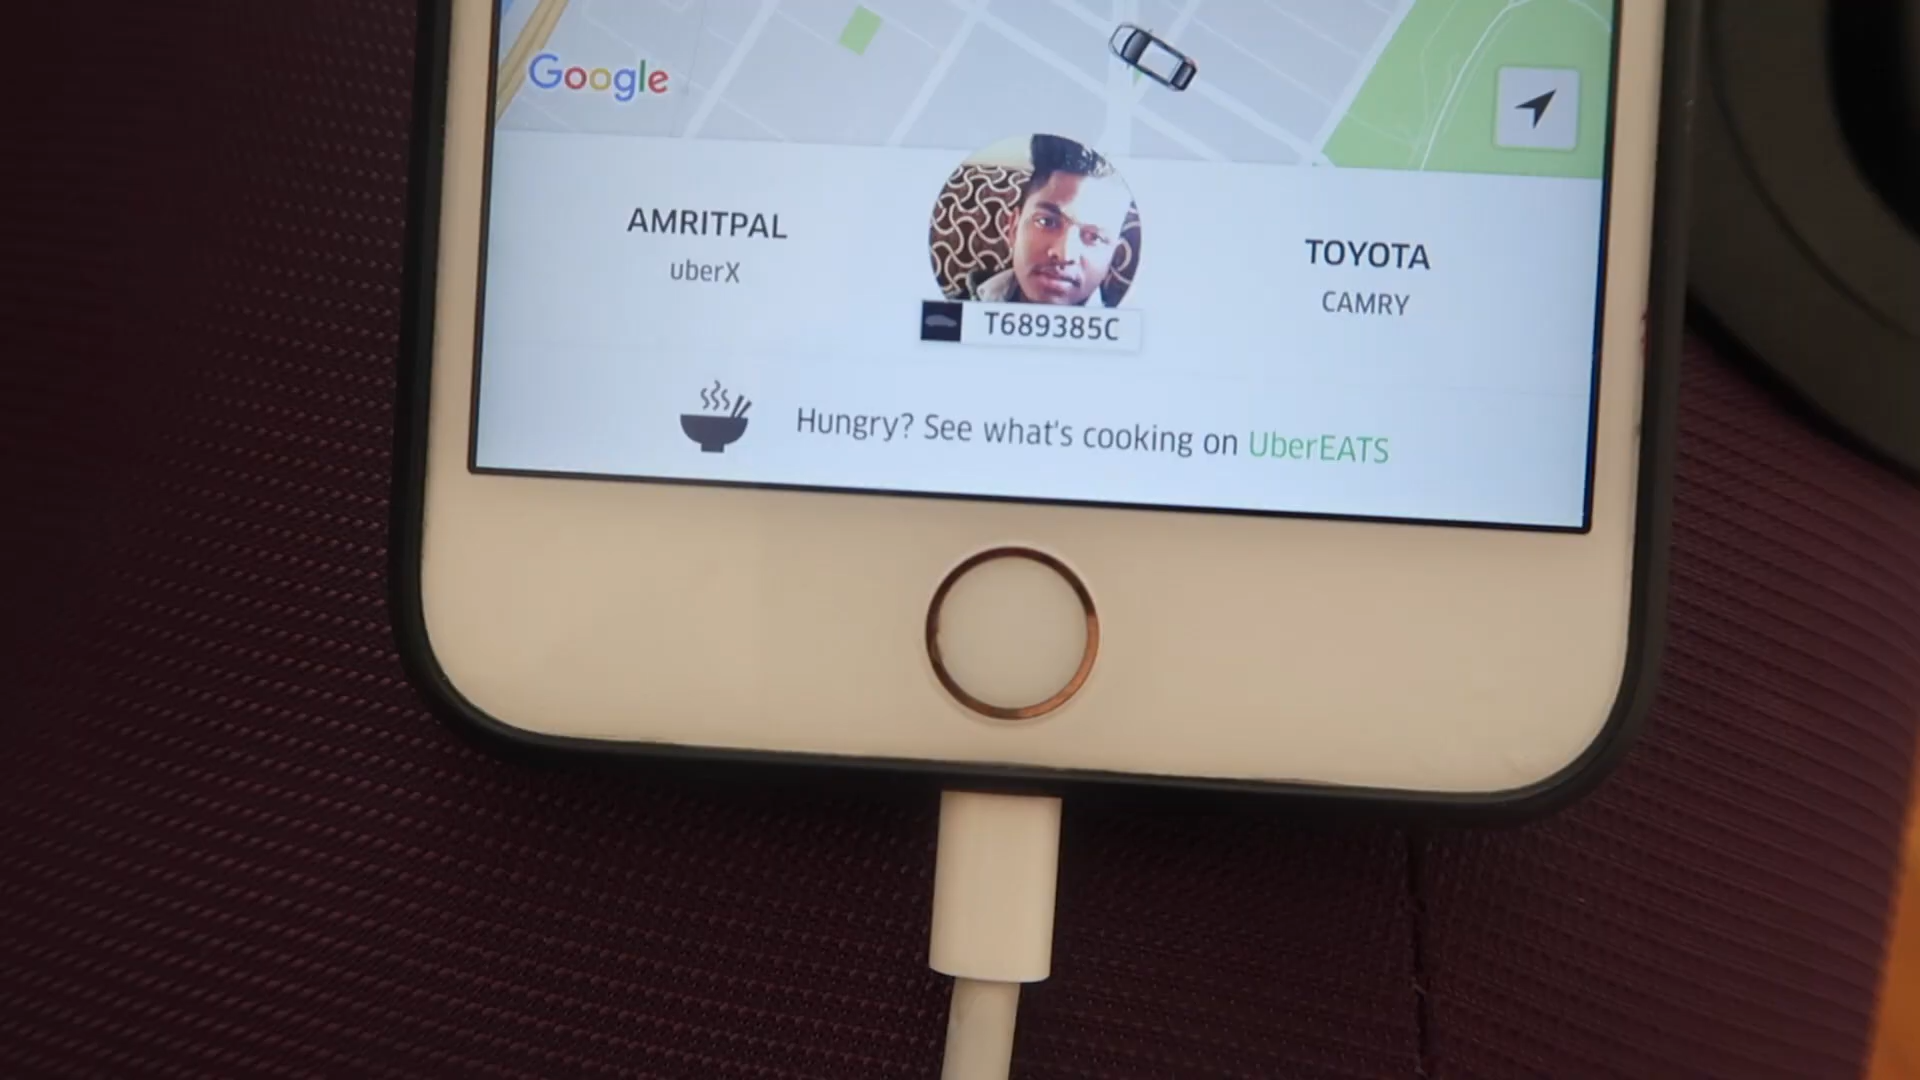 Google
AMRITPAL
uberX
T689385C
TOYOTA
CAMRY
Hungry? See what's cooking on UberEATS